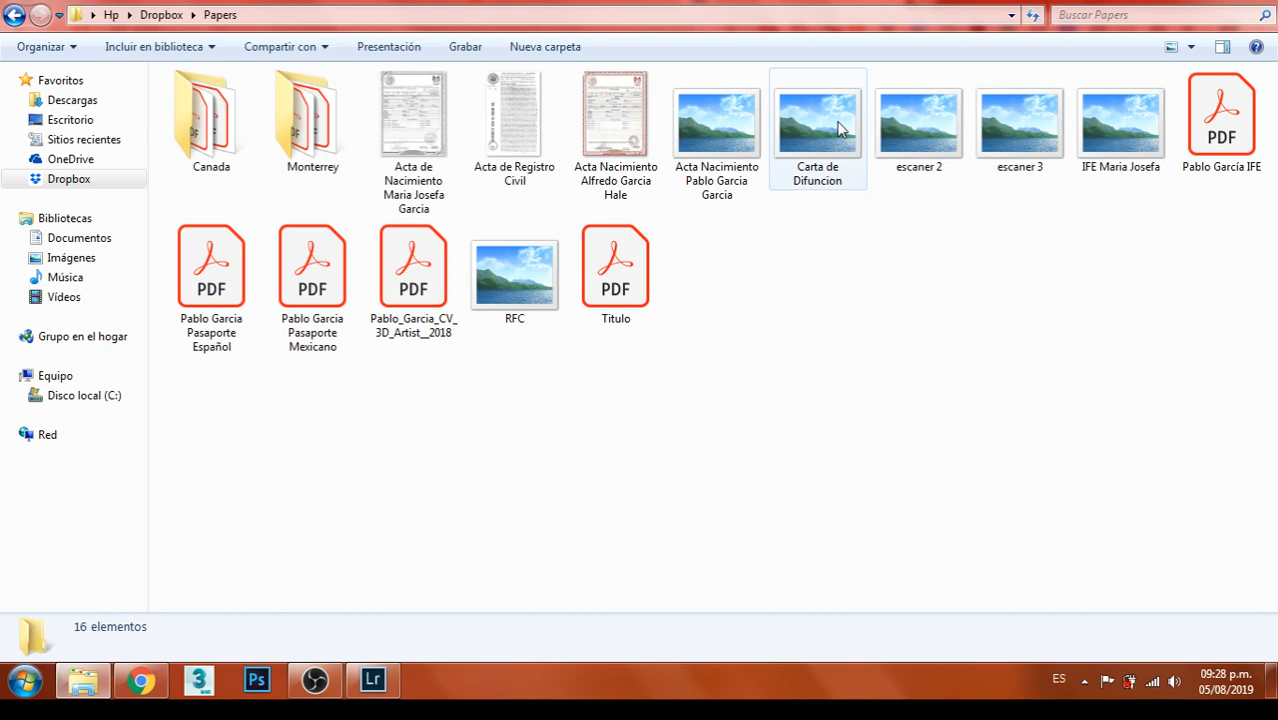 Hp Dropbox Papers
Buscar Papers
Organizar Incluir en biblioteca Compartir con Presentación Grabar Nueva carpeta
Favoritos
Descargas
Escritorio
Sitios recientes
OneDrive
Dropbox
Bibliotecas
Documentos
Imágenes
Música
Vídeos
Grupo en el hogar
Equipo
Disco local (C:)
Red
Canada
Monterrey
Acta de
Nacimiento
Maria Josefa
Garcia
Acta de Registro
Civil
Acta Nacimiento
Alfredo Garcia
Hale
Acta Nacimiento
Pablo Garcia
Garcia
Carta de
Difuncion
escaner 2
escaner 3
IFE Maria Josefa
PDF
Pablo García IFE
PDF
Pablo Garcia
Pasaporte
Español
PDF
Pablo Garcia
Pasaporte
Mexicano
PDF
Pablo_Garcia_CV_
3D_Artist__2018
RFC
PDF
Titulo
16 elementos
3
Ps
Lr
ES
09:28 p.m.
05/08/2019